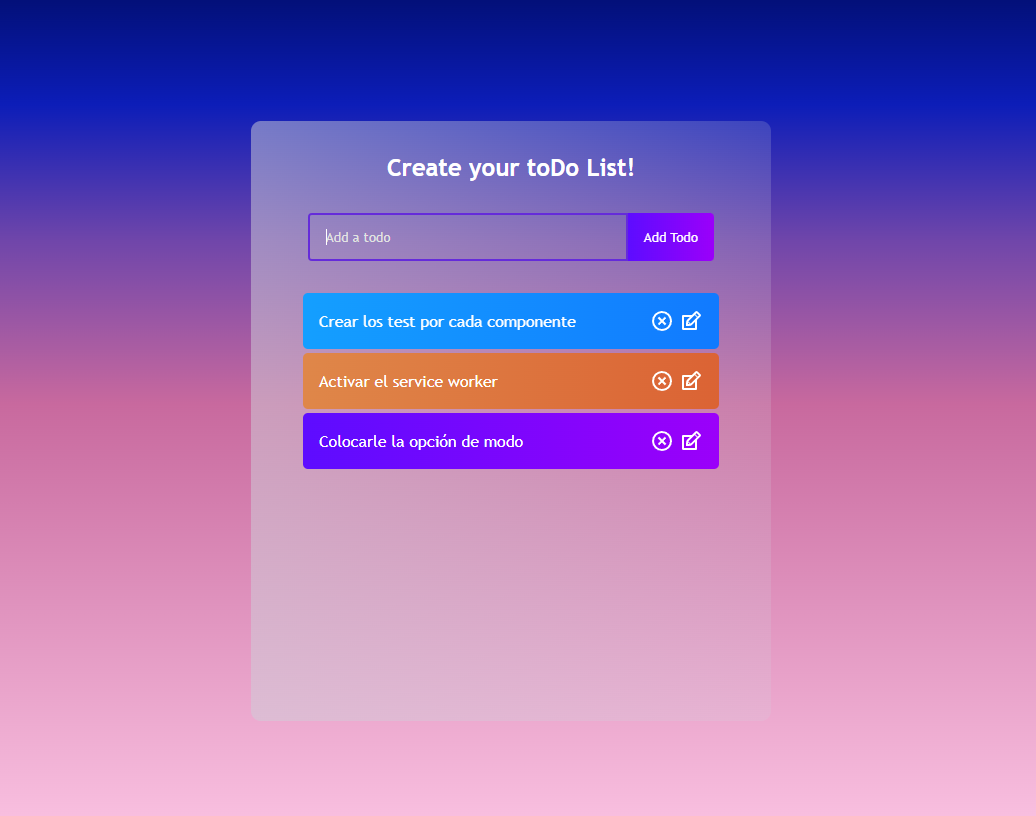 Create your toDo List!
Add a todo
Add Todo
Crear los test por cada componente
Activar el service worker
Colocarle la opción de modo